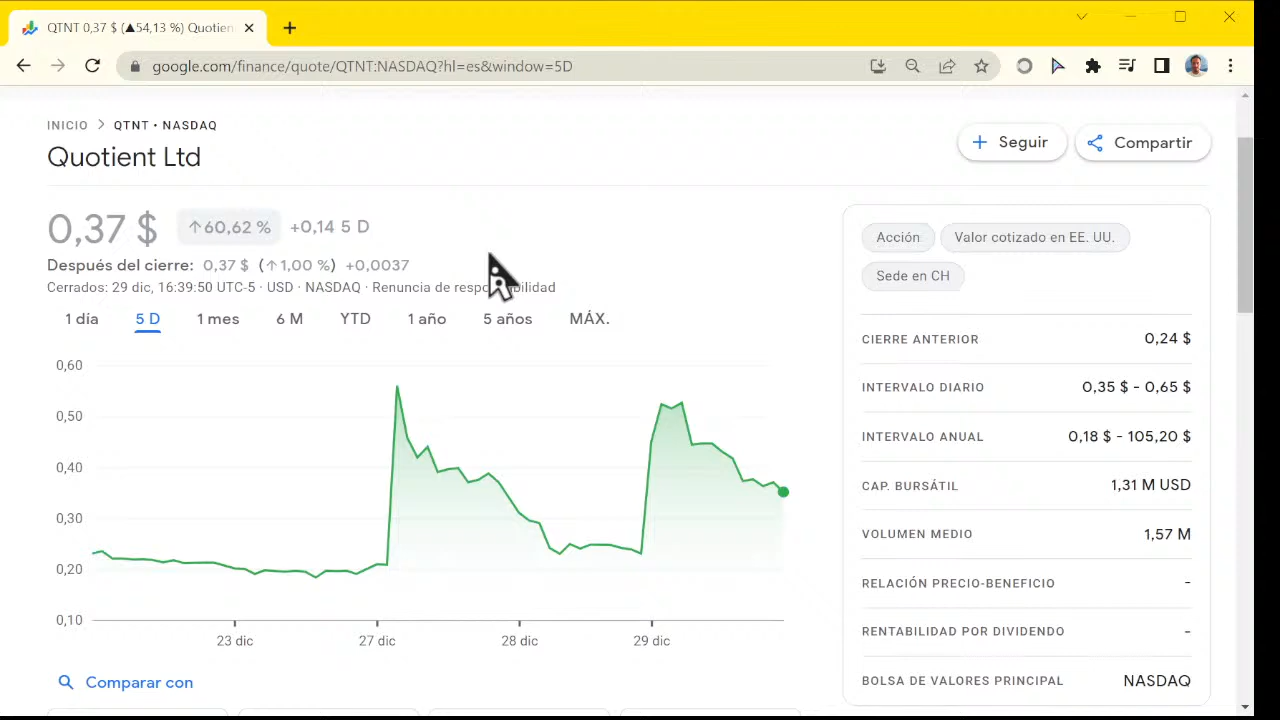 QTNT 0,37 $ (▲54,13 %) Quotien
google.com/finance/quote/QTNT:NASDAQ?hl=es&window=5D
INICIO > QTNT • NASDAQ
Quotient Ltd
Seguir
Compartir
0,37 $ ↑60,62 % +0,14 5 D
Después del cierre: 0,37 $ (↑1,00 %) +0,0037
Cerrados: 29 dic, 16:39:50 UTC-5 · USD · NASDAQ · Renuncia de responsabilidad
1 día 5 D 1 mes 6 M YTD 1 año 5 años MÁX.
0,60
0,50
0,40
0,30
0,20
0,10
23 dic 27 dic 28 dic 29 dic
Comparar con
Acción Valor cotizado en EE. UU.
Sede en CH
CIERRE ANTERIOR 0,24 $
INTERVALO DIARIO 0,35 $ - 0,65 $
INTERVALO ANUAL 0,18 $ - 105,20 $
CAP. BURSÁTIL 1,31 M USD
VOLUMEN MEDIO 1,57 M
RELACIÓN PRECIO-BENEFICIO -
RENTABILIDAD POR DIVIDENDO -
BOLSA DE VALORES PRINCIPAL NASDAQ